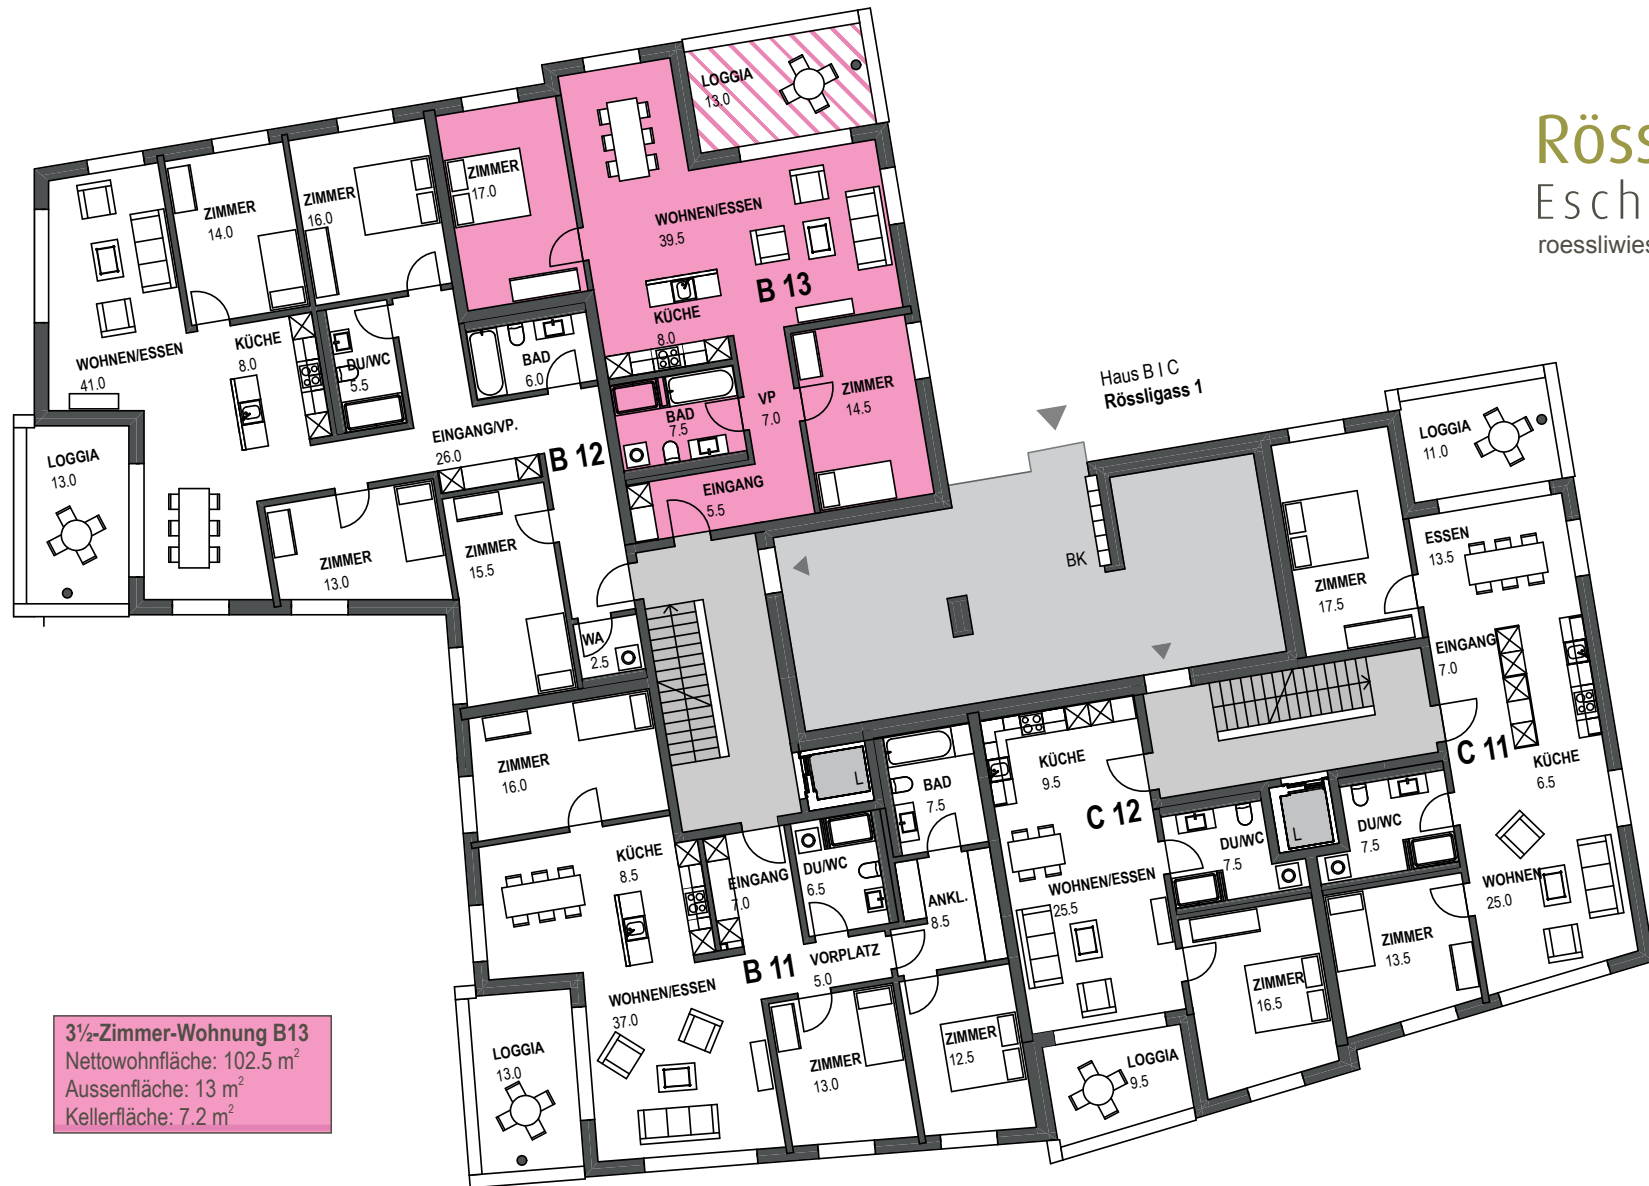 LOGGIA
13.0
Röss
Esch
roessliwies
ZIMMER
17.0
ZIMMER
16.0
ZIMMER
14.0
WOHNEN/ESSEN
39.5
B 13
KÜCHE
8.0
WOHNEN/ESSEN
41.0
KÜCHE
8.0
DU/WC
5.5
BAD
6.0
BAD
7.5
VP
7.0
ZIMMER
14.5
Haus B I C
Rössligass 1
LOGGIA
11.0
EINGANG/VP.
26.0
B 12
LOGGIA
13.0
EINGANG
5.5
ZIMMER
13.0
ZIMMER
15.5
BK
ESSEN
13.5
ZIMMER
17.5
WA
2.5
EINGANG
7.0
C 11
KÜCHE
6.5
ZIMMER
16.0
L
BAD
7.5
KÜCHE
9.5
C 12
L
DU/WC
7.5
DU/WC
7.5
KÜCHE
8.5
EINGANG
7.0
DU/WC
6.5
ANKL.
8.5
WOHNEN/ESSEN
25.5
WOHNEN
25.0
B 11
VORPLATZ
5.0
WOHNEN/ESSEN
37.0
ZIMMER
13.5
ZIMMER
16.5
LOGGIA
13.0
ZIMMER
13.0
ZIMMER
12.5
LOGGIA
9.5
3½-Zimmer-Wohnung B13
Nettowohnfläche: 102.5 m²
Aussenfläche: 13 m²
Kellerfläche: 7.2 m²